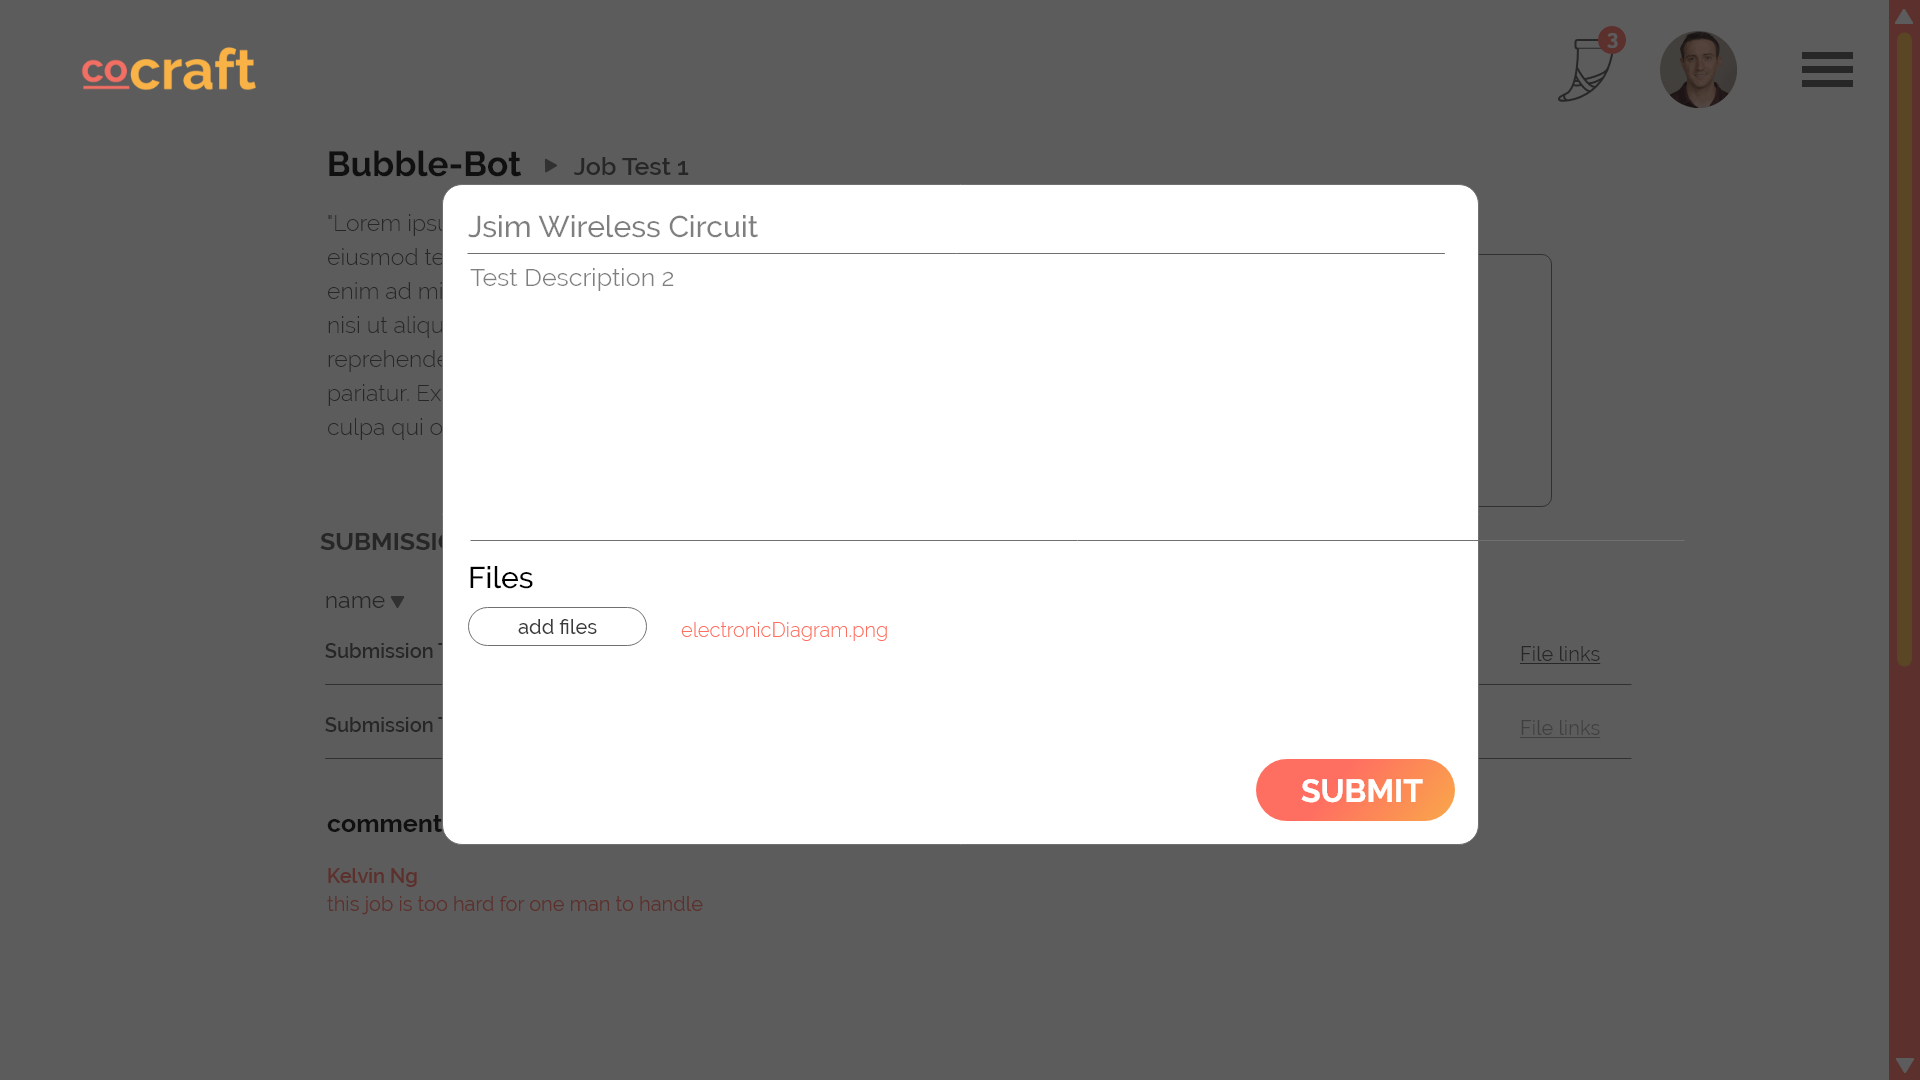 cocraft
3
Bubble-Bot ▶ Job Test 1
"Lorem ipsu
eiusmod te
enim ad mi
nisi ut aliqu
reprehende
pariatur. Ex
culpa qui o
Jsim Wireless Circuit
Test Description 2
Files
add files
electronicDiagram.png
SUBMIT
SUBMISSIO
name ▼
Submission T
File links
Submission T
File links
comment
Kelvin Ng
this job is too hard for one man to handle